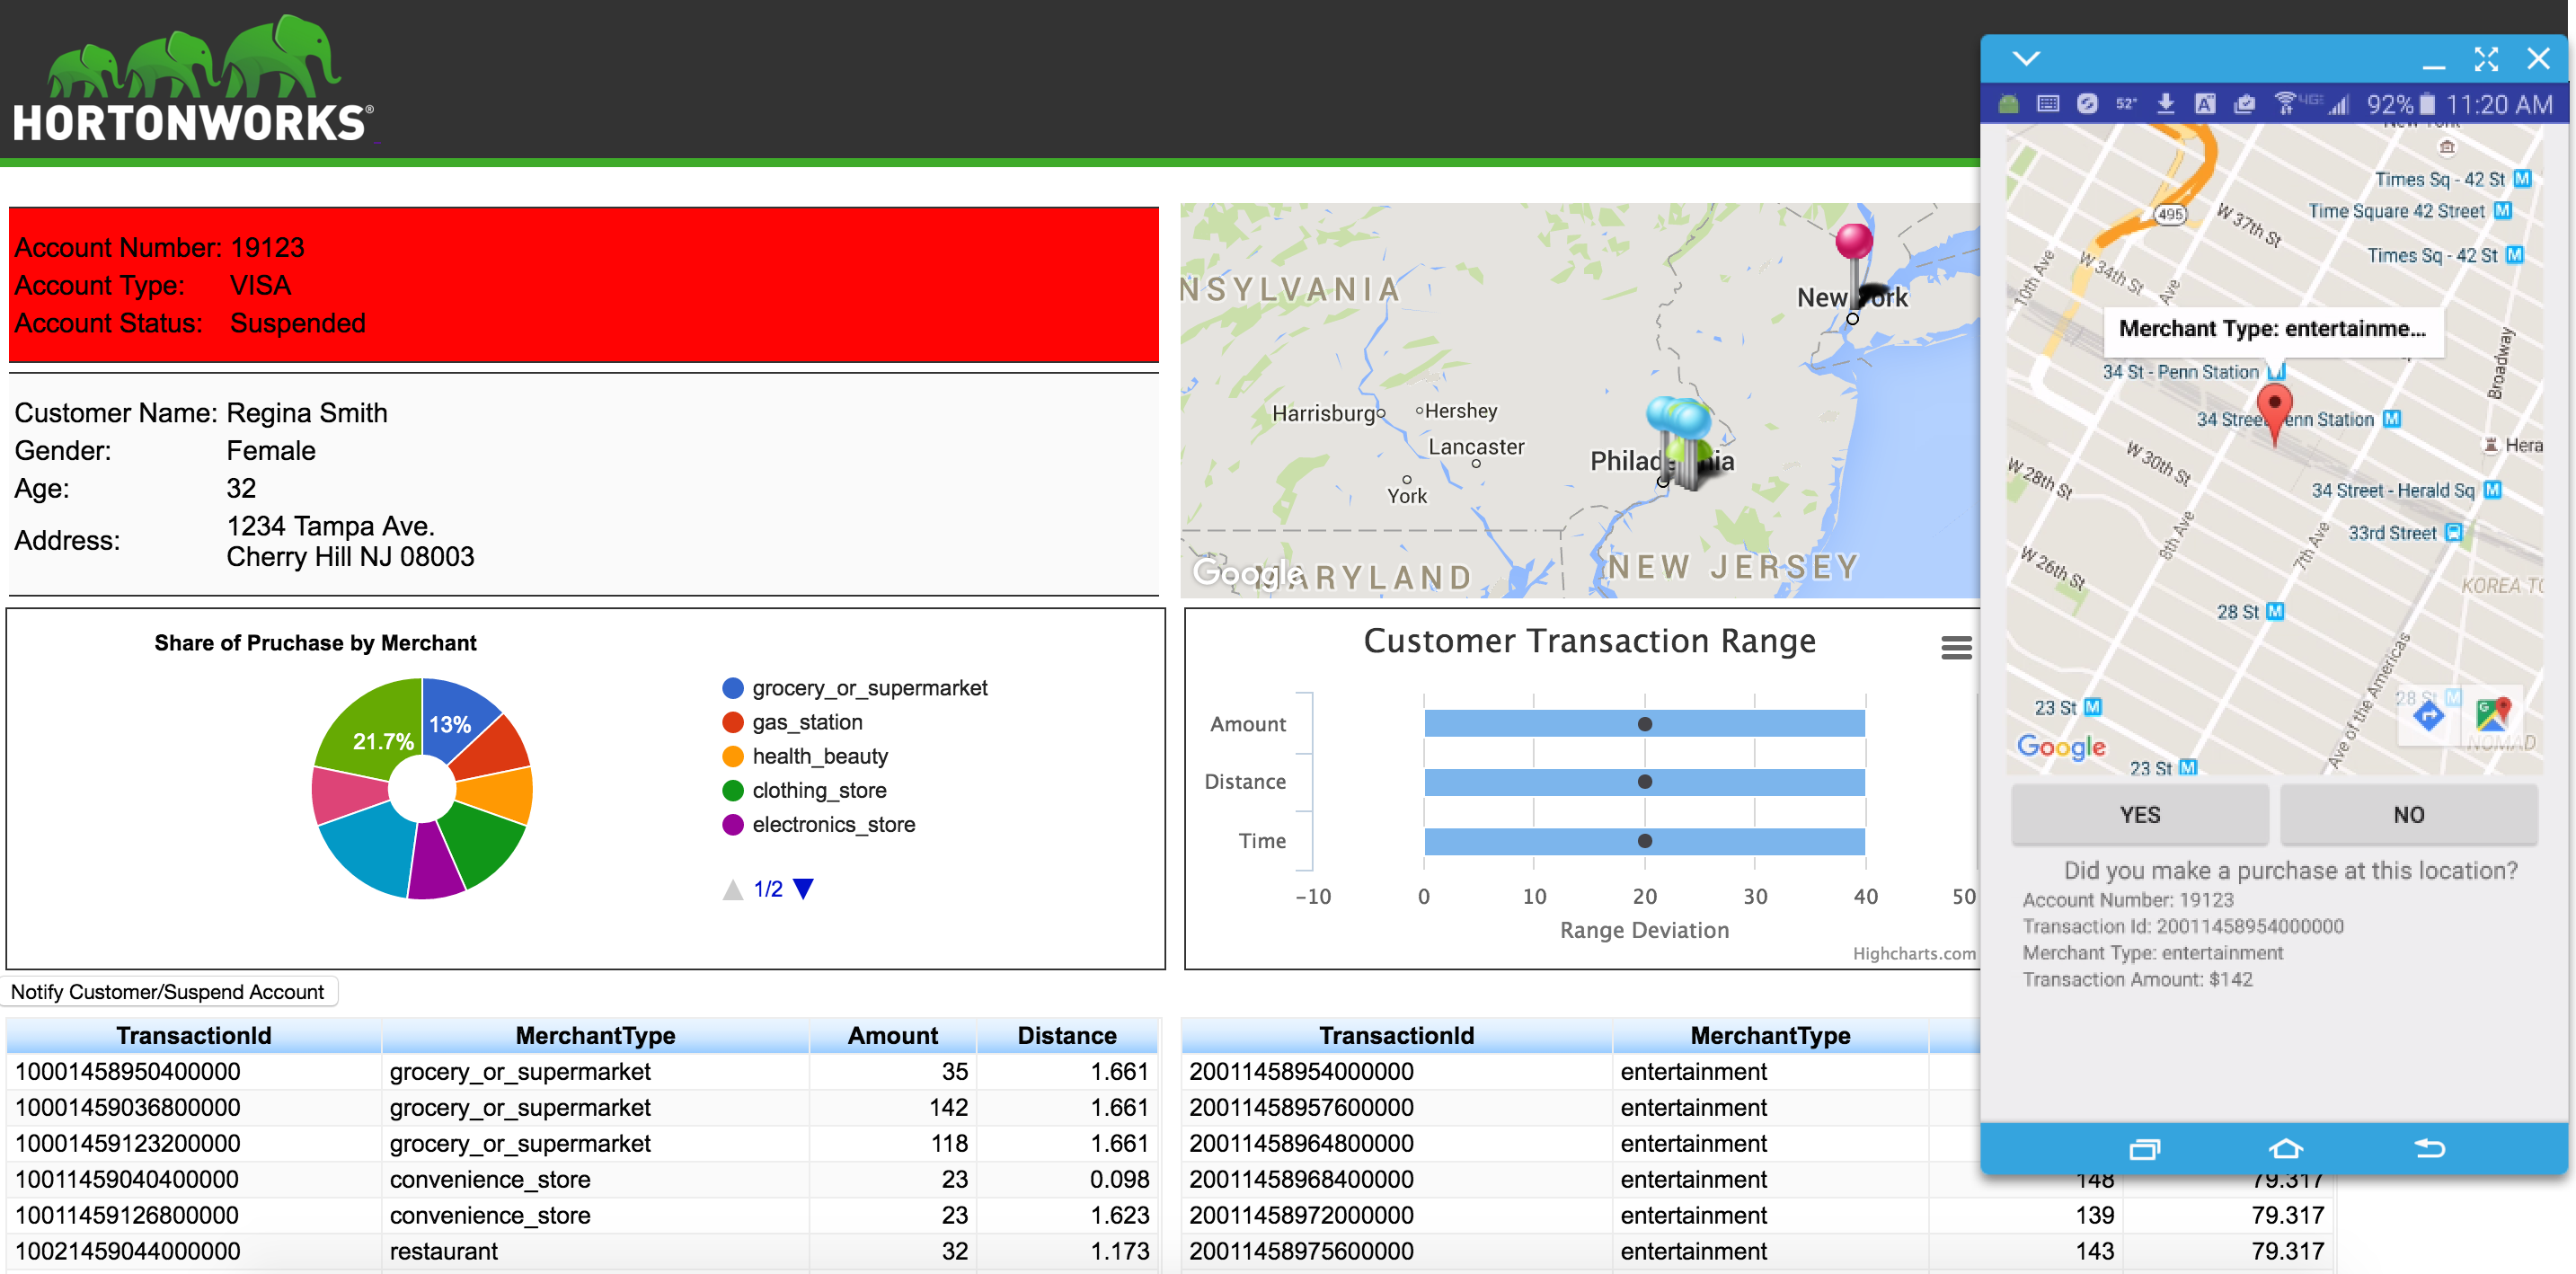 HORTONWORKS®
Account Number: 19123
Account Type: VISA
Account Status: Suspended
Customer Name: Regina Smith
Gender: Female
Age: 32
Address: 1234 Tampa Ave.
Cherry Hill NJ 08003
NSYLVANIA
New York
Harrisburg
Hershey
Lancaster
York
Philadelphia
MARYLAND
NEW JERSEY
Google
Share of Pruchase by Merchant
13%
21.7%
grocery_or_supermarket
gas_station
health_beauty
clothing_store
electronics_store
1/2
Customer Transaction Range
Amount
Distance
Time
-10 0 10 20 30 40 50
Range Deviation
Highcharts.com
Notify Customer/Suspend Account
TransactionId MerchantType Amount Distance
10001458950400000 grocery_or_supermarket 35 1.661
10001459036800000 grocery_or_supermarket 142 1.661
10001459123200000 grocery_or_supermarket 118 1.661
10011459040400000 convenience_store 23 0.098
10011459126800000 convenience_store 23 1.623
10021459044000000 restaurant 32 1.173
TransactionId MerchantType
20011458954000000 entertainment
20011458957600000 entertainment
20011458964800000 entertainment
20011458968400000 entertainment 148 79.317
20011458972000000 entertainment 139 79.317
20011458975600000 entertainment 143 79.317
52° A 4GE 92% 11:20 AM
New York
Times Sq - 42 St M
Time Square 42 Street M
Times Sq - 42 St M
495
W 37th St
W 34th St
10th Ave
Ave
Merchant Type: entertainme...
34 St - Penn Station M
34 Street Penn Station M
Broadway
Hera
W 30th St
W 28th St
34 Street - Herald Sq M
33rd Street
8th Ave
7th Ave
W 26th St
KOREA TO
28 St M
Ave of the Americas
28 St M
23 St M
NOMAD
Google
23 St M
YES
NO
Did you make a purchase at this location?
Account Number: 19123
Transaction Id: 20011458954000000
Merchant Type: entertainment
Transaction Amount: $142